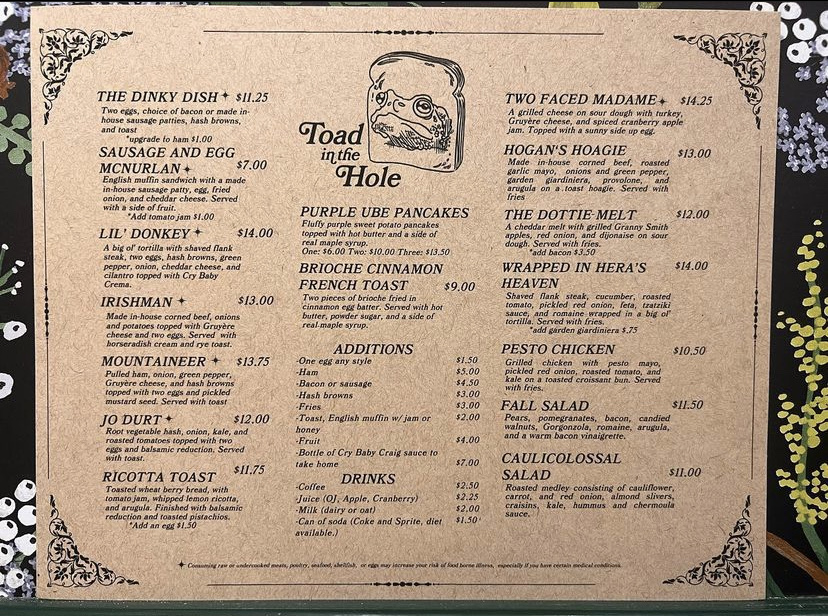 THE DINKY DISH✦ $11.25
Two eggs, choice of bacon or made in-
house sausage patties, hash browns,
and toast
*upgrade to ham $1.00
SAUSAGE AND EGG
MCNURLAN✦ $7.00
English muffin sandwich with a made
in-house sausage patty, egg, fried
onion, and cheddar cheese. Served
with a side of fruit.
*Add tomato jam $1.00
LIL' DONKEY✦ $14.00
A big ol' tortilla with shaved flank
steak, two eggs, hash browns, green
pepper, onion, cheddar cheese, and
cilantro topped with Cry Baby
Crema.
IRISHMAN ✦ $13.00
Made in-house corned beef, onions
and potatoes topped with Gruyère
cheese and two eggs. Served with
horseradish cream and rye toast.
MOUNTAINEER✦ $13.75
Pulled ham, onion, green pepper,
Gruyère cheese, and hash browns
topped with two eggs and pickled
mustard seed. Served with toast
JO DURT✦ $12.00
Root vegetable hash, onion, kale, and
roasted tomatoes topped with two
eggs and balsamic reduction. Served
with toast.
RICOTTA TOAST $11.75
Toasted wheat berry bread, with
tomato jam, whipped lemon ricotta,
and arugula. Finished with balsamic
reduction and toasted pistachios.
*Add an egg $1.50
Toad
in the
Hole
PURPLE UBE PANCAKES
Fluffy purple sweet potato pancakes
topped with hot butter and a side of
real maple syrup.
One: $6.00 Two: $10.00 Three: $13.50
BRIOCHE CINNAMON
FRENCH TOAST $9.00
Two pieces of brioche fried in
cinnamon egg batter. Served with hot
butter, powder sugar, and a side of
real maple syrup.
ADDITIONS
-One egg any style $1.50
-Ham $5.00
-Bacon or sausage $4.50
-Hash browns $3.00
-Fries $3.00
-Toast, English muffin w/ jam or $2.00
honey
-Fruit $4.00
-Bottle of Cry Baby Craig sauce to
take home $7.00
DRINKS
-Coffee $2.50
-Juice (OJ, Apple, Cranberry) $2.25
-Milk (dairy or oat) $2.00
-Can of soda (Coke and Sprite, diet $1.50
available.)
TWO FACED MADAME✦ $14.25
A grilled cheese on sour dough with turkey,
Gruyère cheese, and spiced cranberry apple
jam. Topped with a sunny side up egg.
HOGAN'S HOAGIE $13.00
Made in-house corned beef, roasted
garlic mayo, onions and green pepper,
garden giardiniera, provolone, and
arugula on a toast hoagie. Served with
fries
THE DOTTIE MELT $12.00
A cheddar melt with grilled Granny Smith
apples, red onion, and dijonaise on sour
dough. Served with fries.
*add bacon $3.50
WRAPPED IN HERA'S $14.00
HEAVEN
Shaved flank steak, cucumber, roasted
tomato, pickled red onion, feta, tzatziki
sauce, and romaine wrapped in a big ol'
tortilla. Served with fries.
*add garden giardiniera $.75
PESTO CHICKEN $10.50
Grilled chicken with pesto mayo,
pickled red onion, roasted tomato, and
kale on a toasted croissant bun. Served
with fries.
FALL SALAD $11.50
Pears, pomegranates, bacon, candied
walnuts, Gorgonzola, romaine, arugula,
and a warm bacon vinaigrette.
CAULICOLOSSAL
SALAD $11.00
Roasted medley consisting of cauliflower,
carrot, and red onion, almond slivers,
craisins, kale, hummus and chermoula
sauce.
✦ Consuming raw or undercooked meats, poultry, seafood, shellfish, or eggs may increase your risk of food borne illness, especially if you have certain medical conditions.